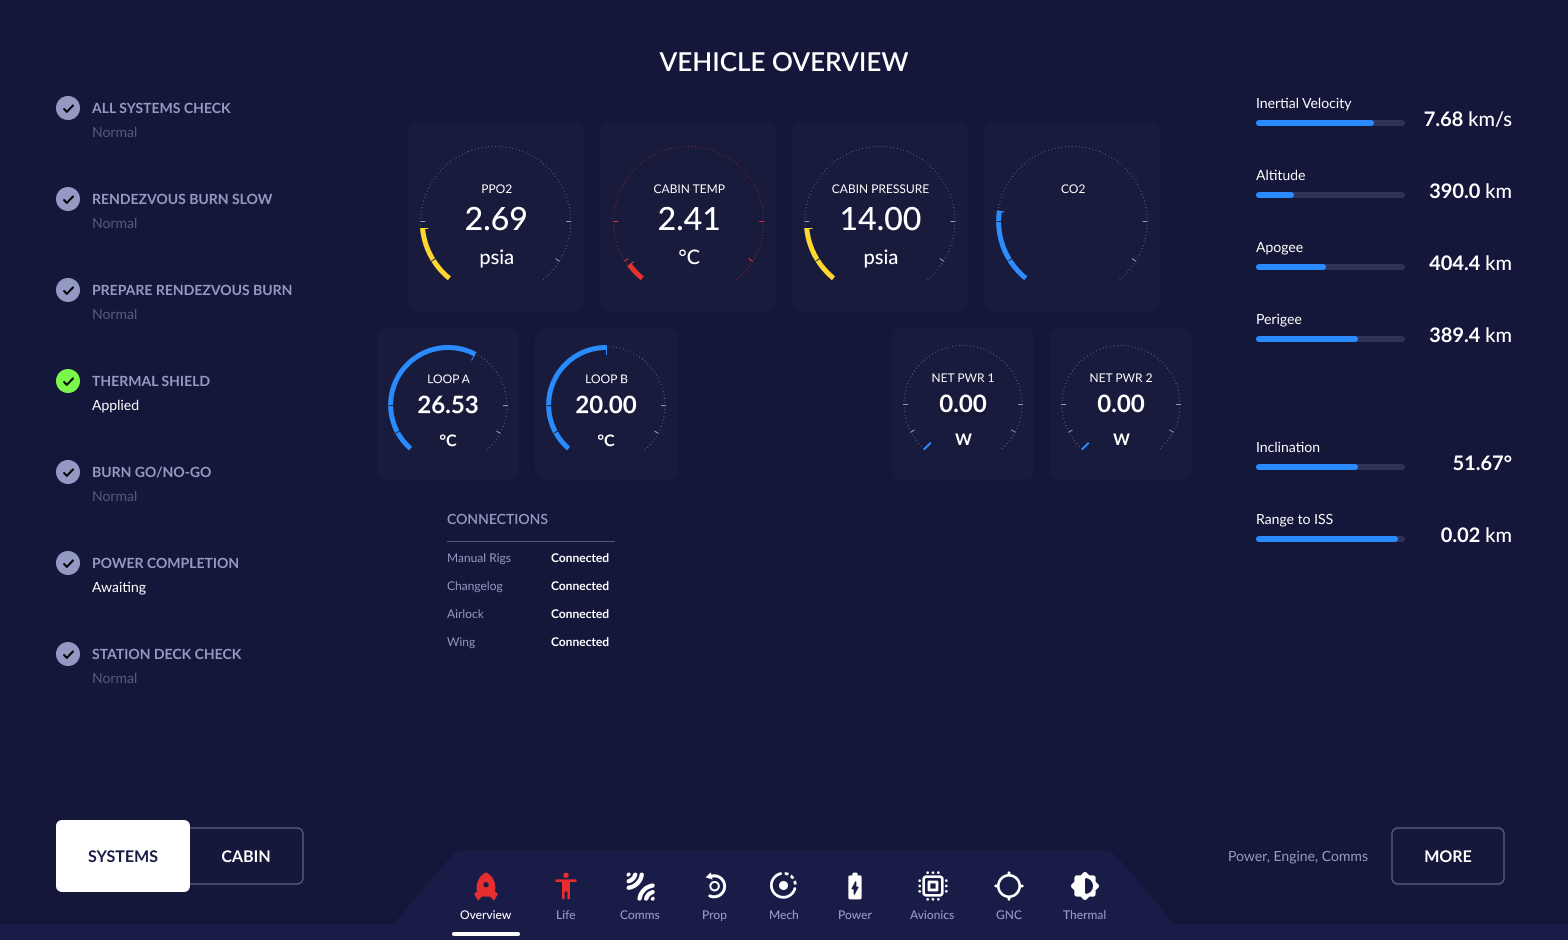 VEHICLE OVERVIEW
ALL SYSTEMS CHECK
Normal
RENDEZVOUS BURN SLOW
Normal
PREPARE RENDEZVOUS BURN
Normal
THERMAL SHIELD
Applied
BURN GO/NO-GO
Normal
POWER COMPLETION
Awaiting
STATION DECK CHECK
Normal
PPO2
2.69
psia
CABIN TEMP
2.41
°C
CABIN PRESSURE
14.00
psia
CO2
LOOP A
26.53
°C
LOOP B
20.00
°C
NET PWR 1
0.00
W
NET PWR 2
0.00
W
CONNECTIONS
Manual Rigs Connected
Changelog Connected
Airlock Connected
Wing Connected
Inertial Velocity
7.68 km/s
Altitude
390.0 km
Apogee
404.4 km
Perigee
389.4 km
Inclination
51.67°
Range to ISS
0.02 km
SYSTEMS CABIN
Overview Life Comms Prop Mech Power Avionics GNC Thermal
Power, Engine, Comms MORE